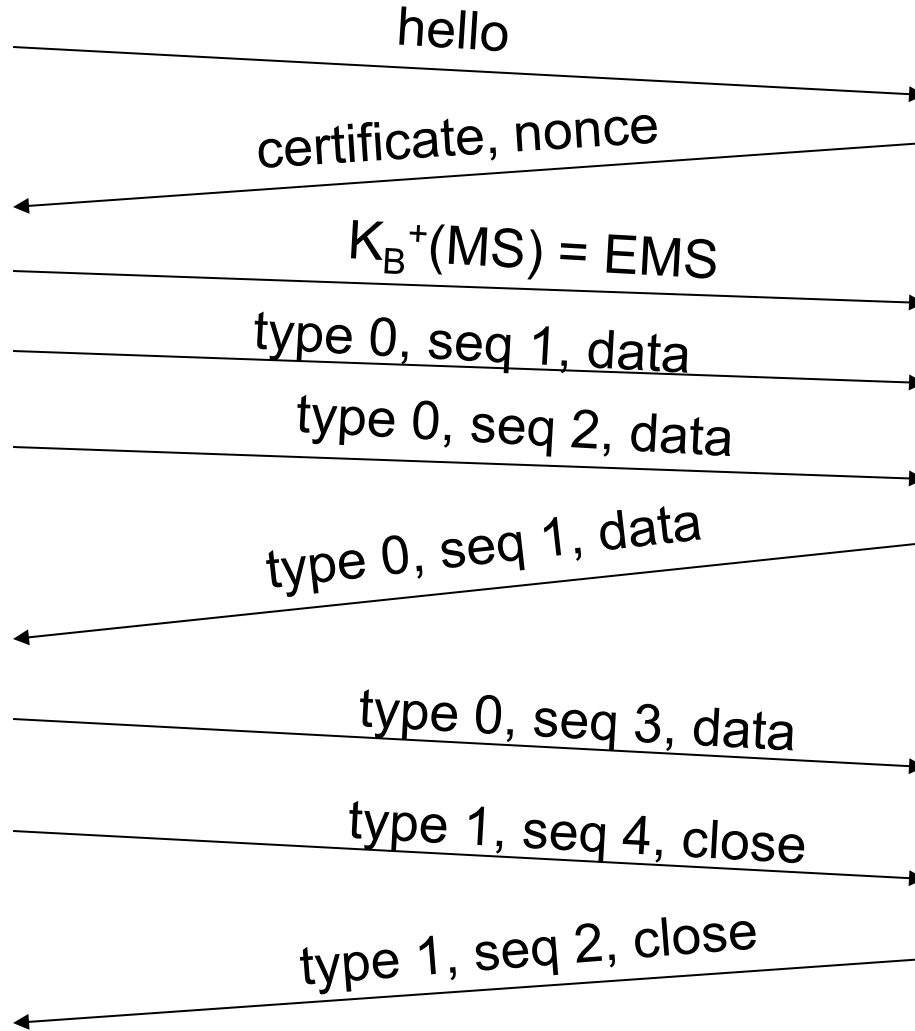 hello
certificate, nonce
K_B^+(MS) = EMS
type 0, seq 1, data
type 0, seq 2, data
type 0, seq 1, data
type 0, seq 3, data
type 1, seq 4, close
type 1, seq 2, close